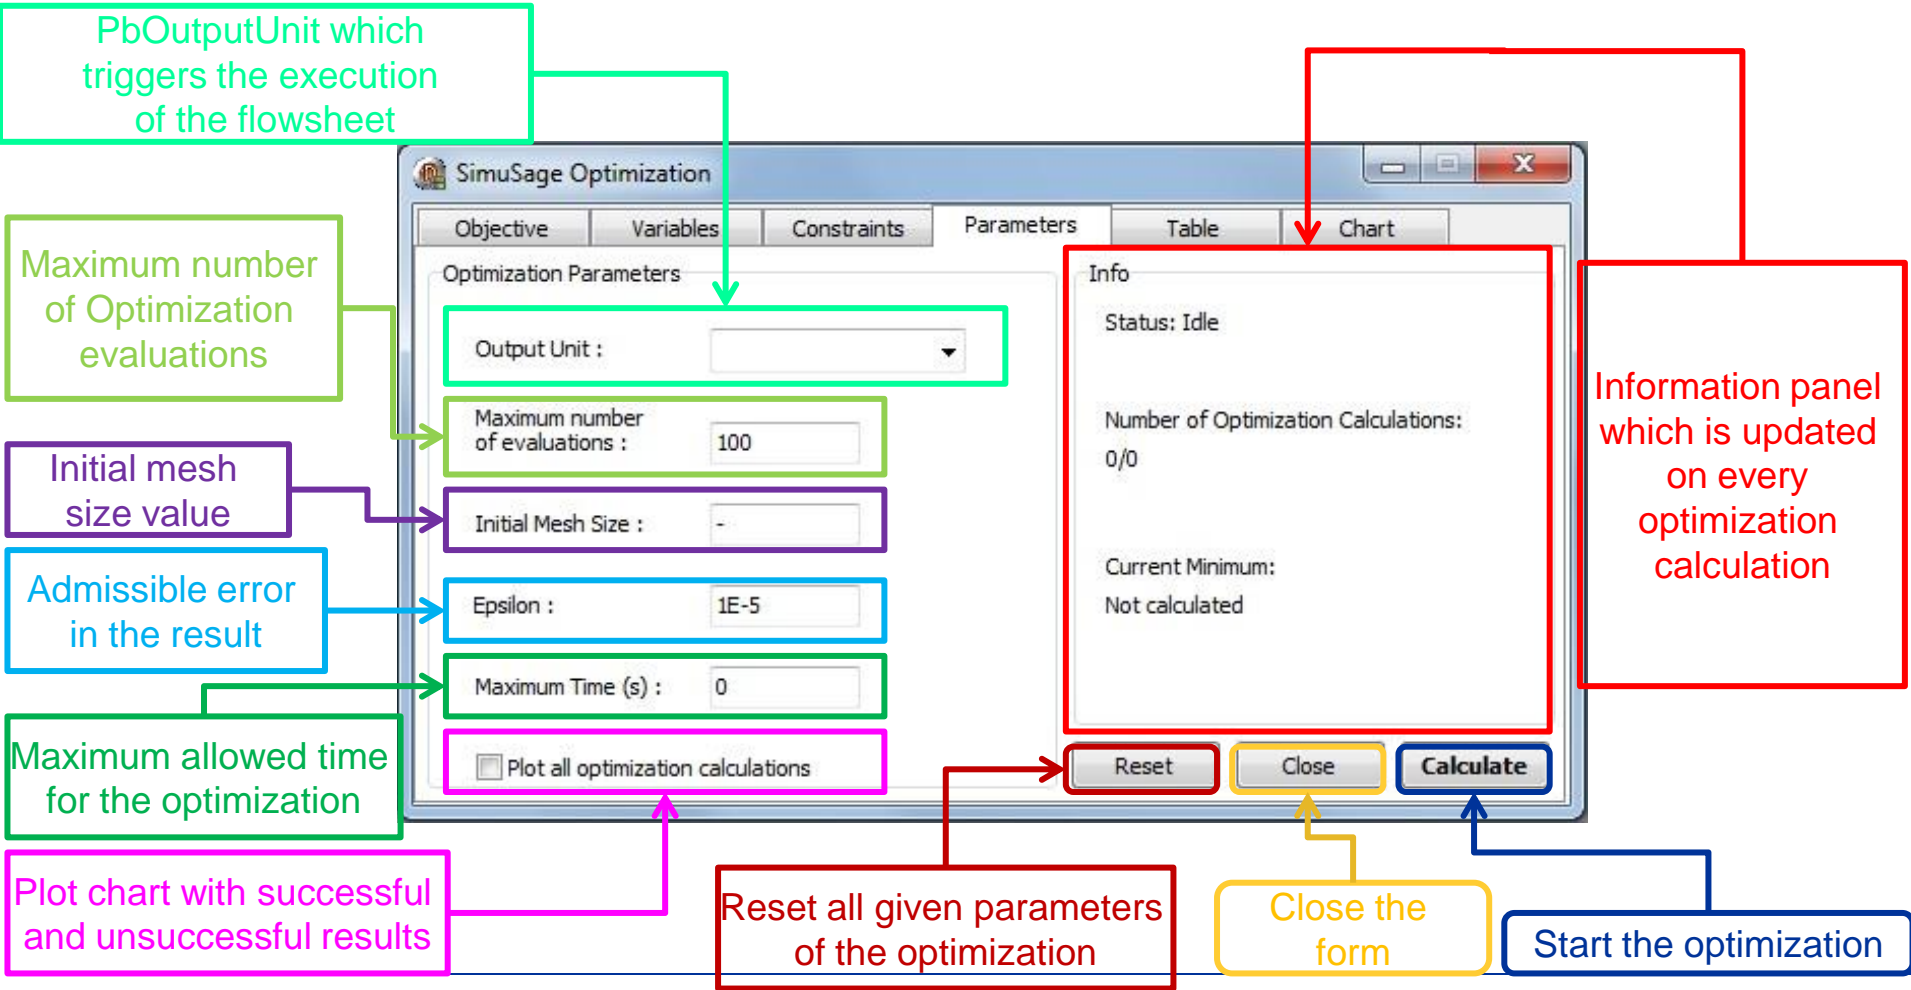 PbOutputUnit which
triggers the execution
of the flowsheet
SimuSage Optimization
Objective
Variables
Constraints
Parameters
Table
Chart
Maximum number
of Optimization
evaluations
Optimization Parameters
Output Unit :
Maximum number
of evaluations :
100
Initial mesh
size value
Initial Mesh Size :
-
Admissible error
in the result
Epsilon :
1E-5
Maximum Time (s) :
0
Maximum allowed time
for the optimization
Plot all optimization calculations
Info
Status: Idle
Number of Optimization Calculations:
0/0
Current Minimum:
Not calculated
Information panel
which is updated
on every
optimization
calculation
Reset
Close
Calculate
Plot chart with successful
and unsuccessful results
Reset all given parameters
of the optimization
Close the
form
Start the optimization